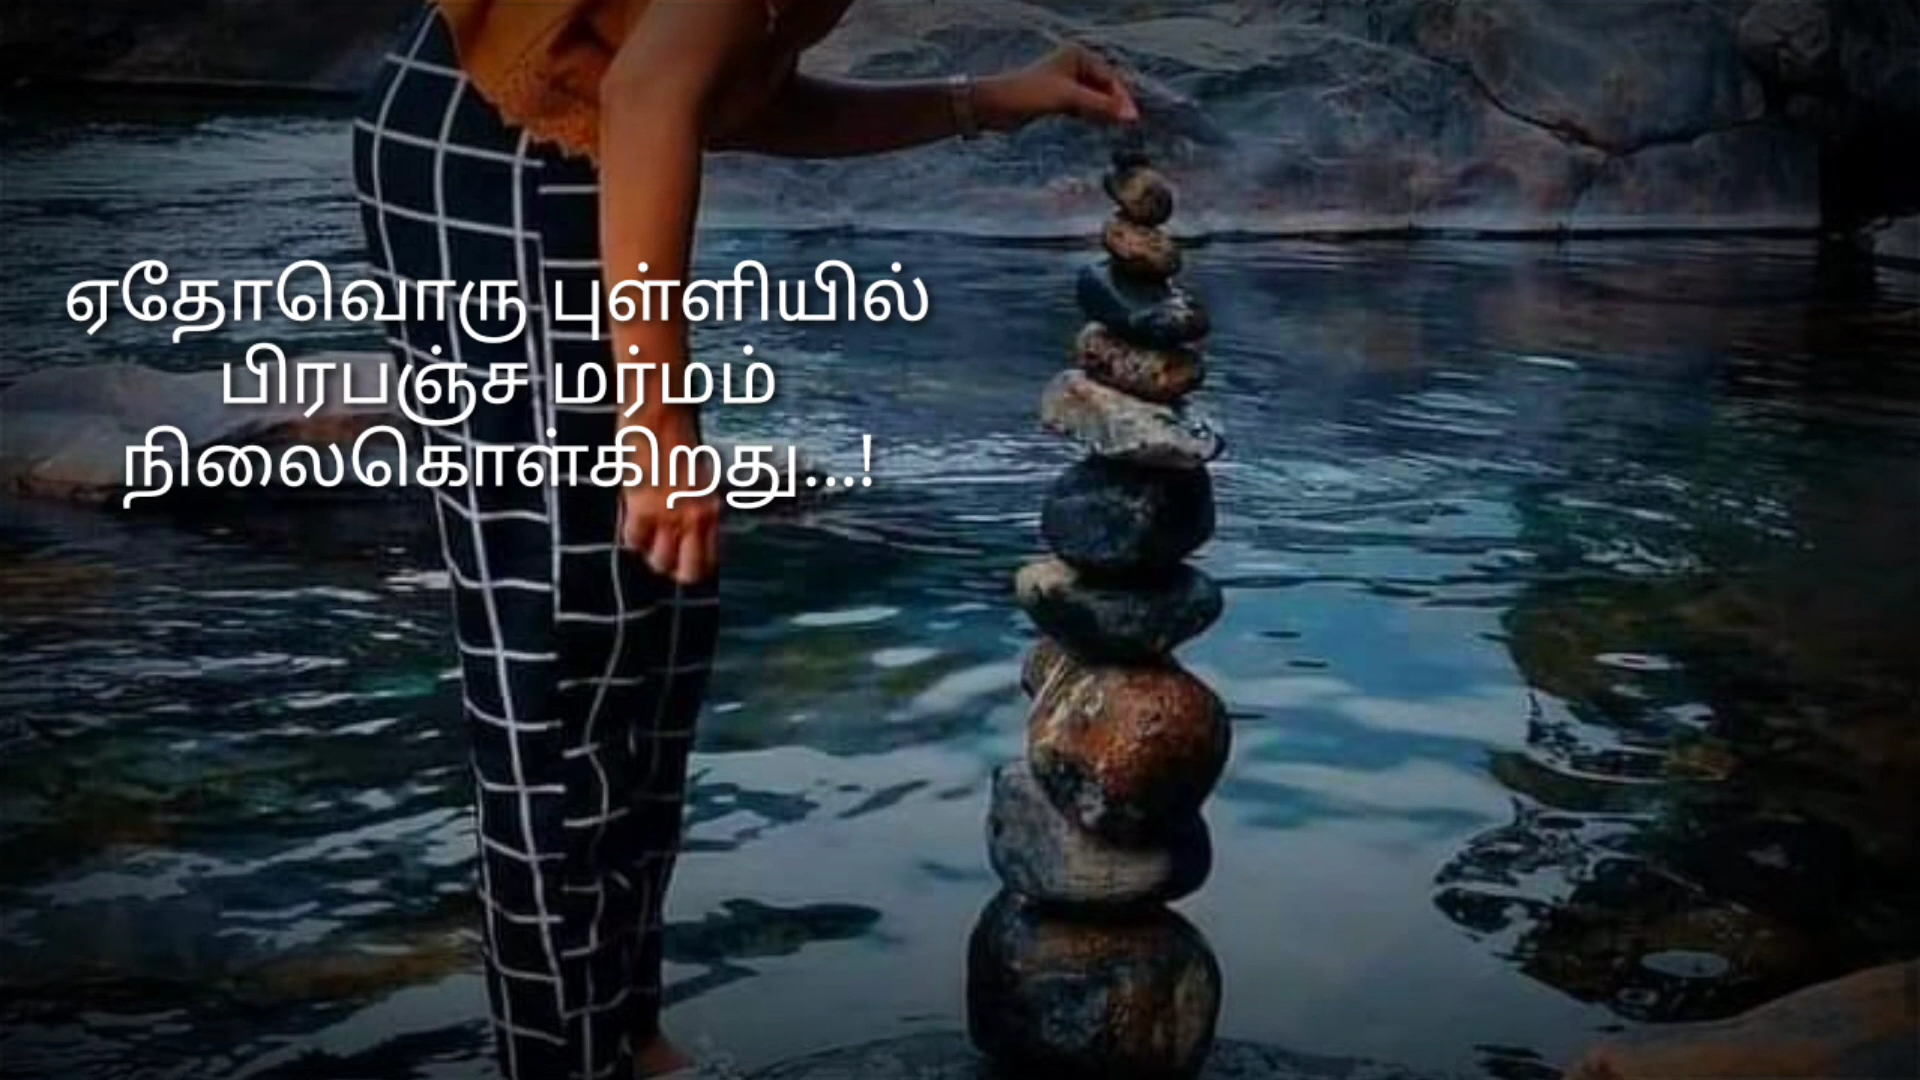 ஏதோவொரு புள்ளியில்
பிரபஞ்ச மர்மம்
நிலைகொள்கிறது...!